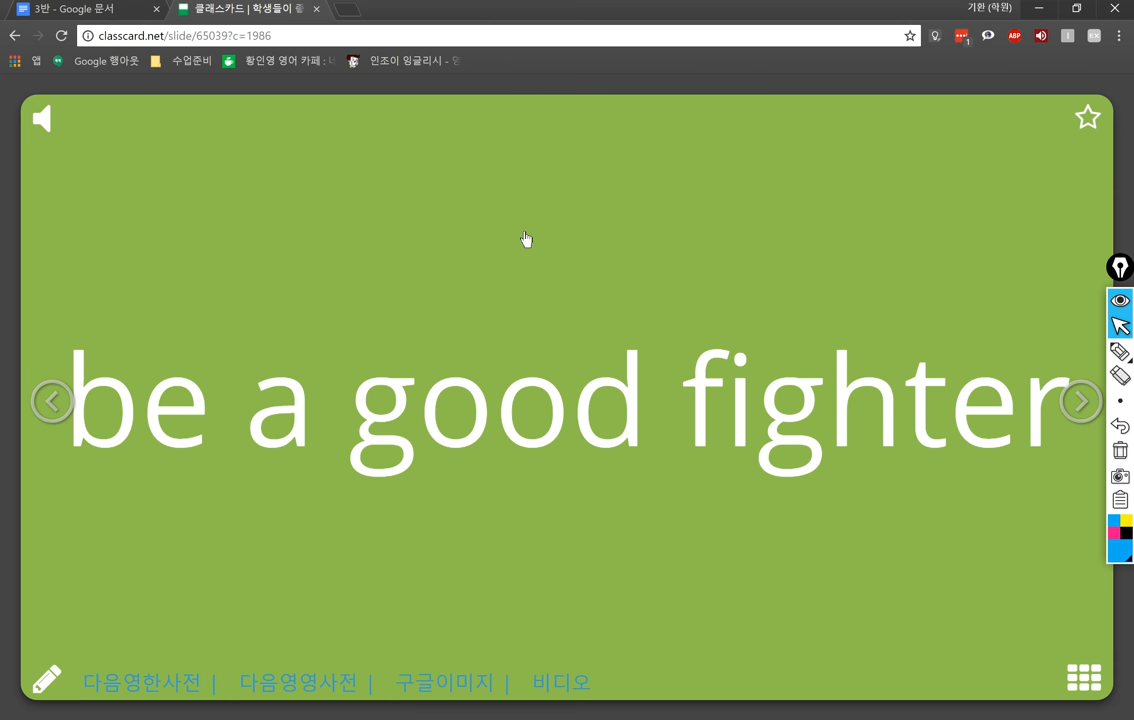 3반 - Google 문서
클래스카드 | 학생들이
기환 (학원)
classcard.net/slide/65039?c=1986
1
ABP
앱
Google 행아웃
수업준비
황인영 영어 카페 :
인조이 잉글리시 -
be a good fighter
다음영한사전 | 다음영영사전 | 구글이미지 | 비디오